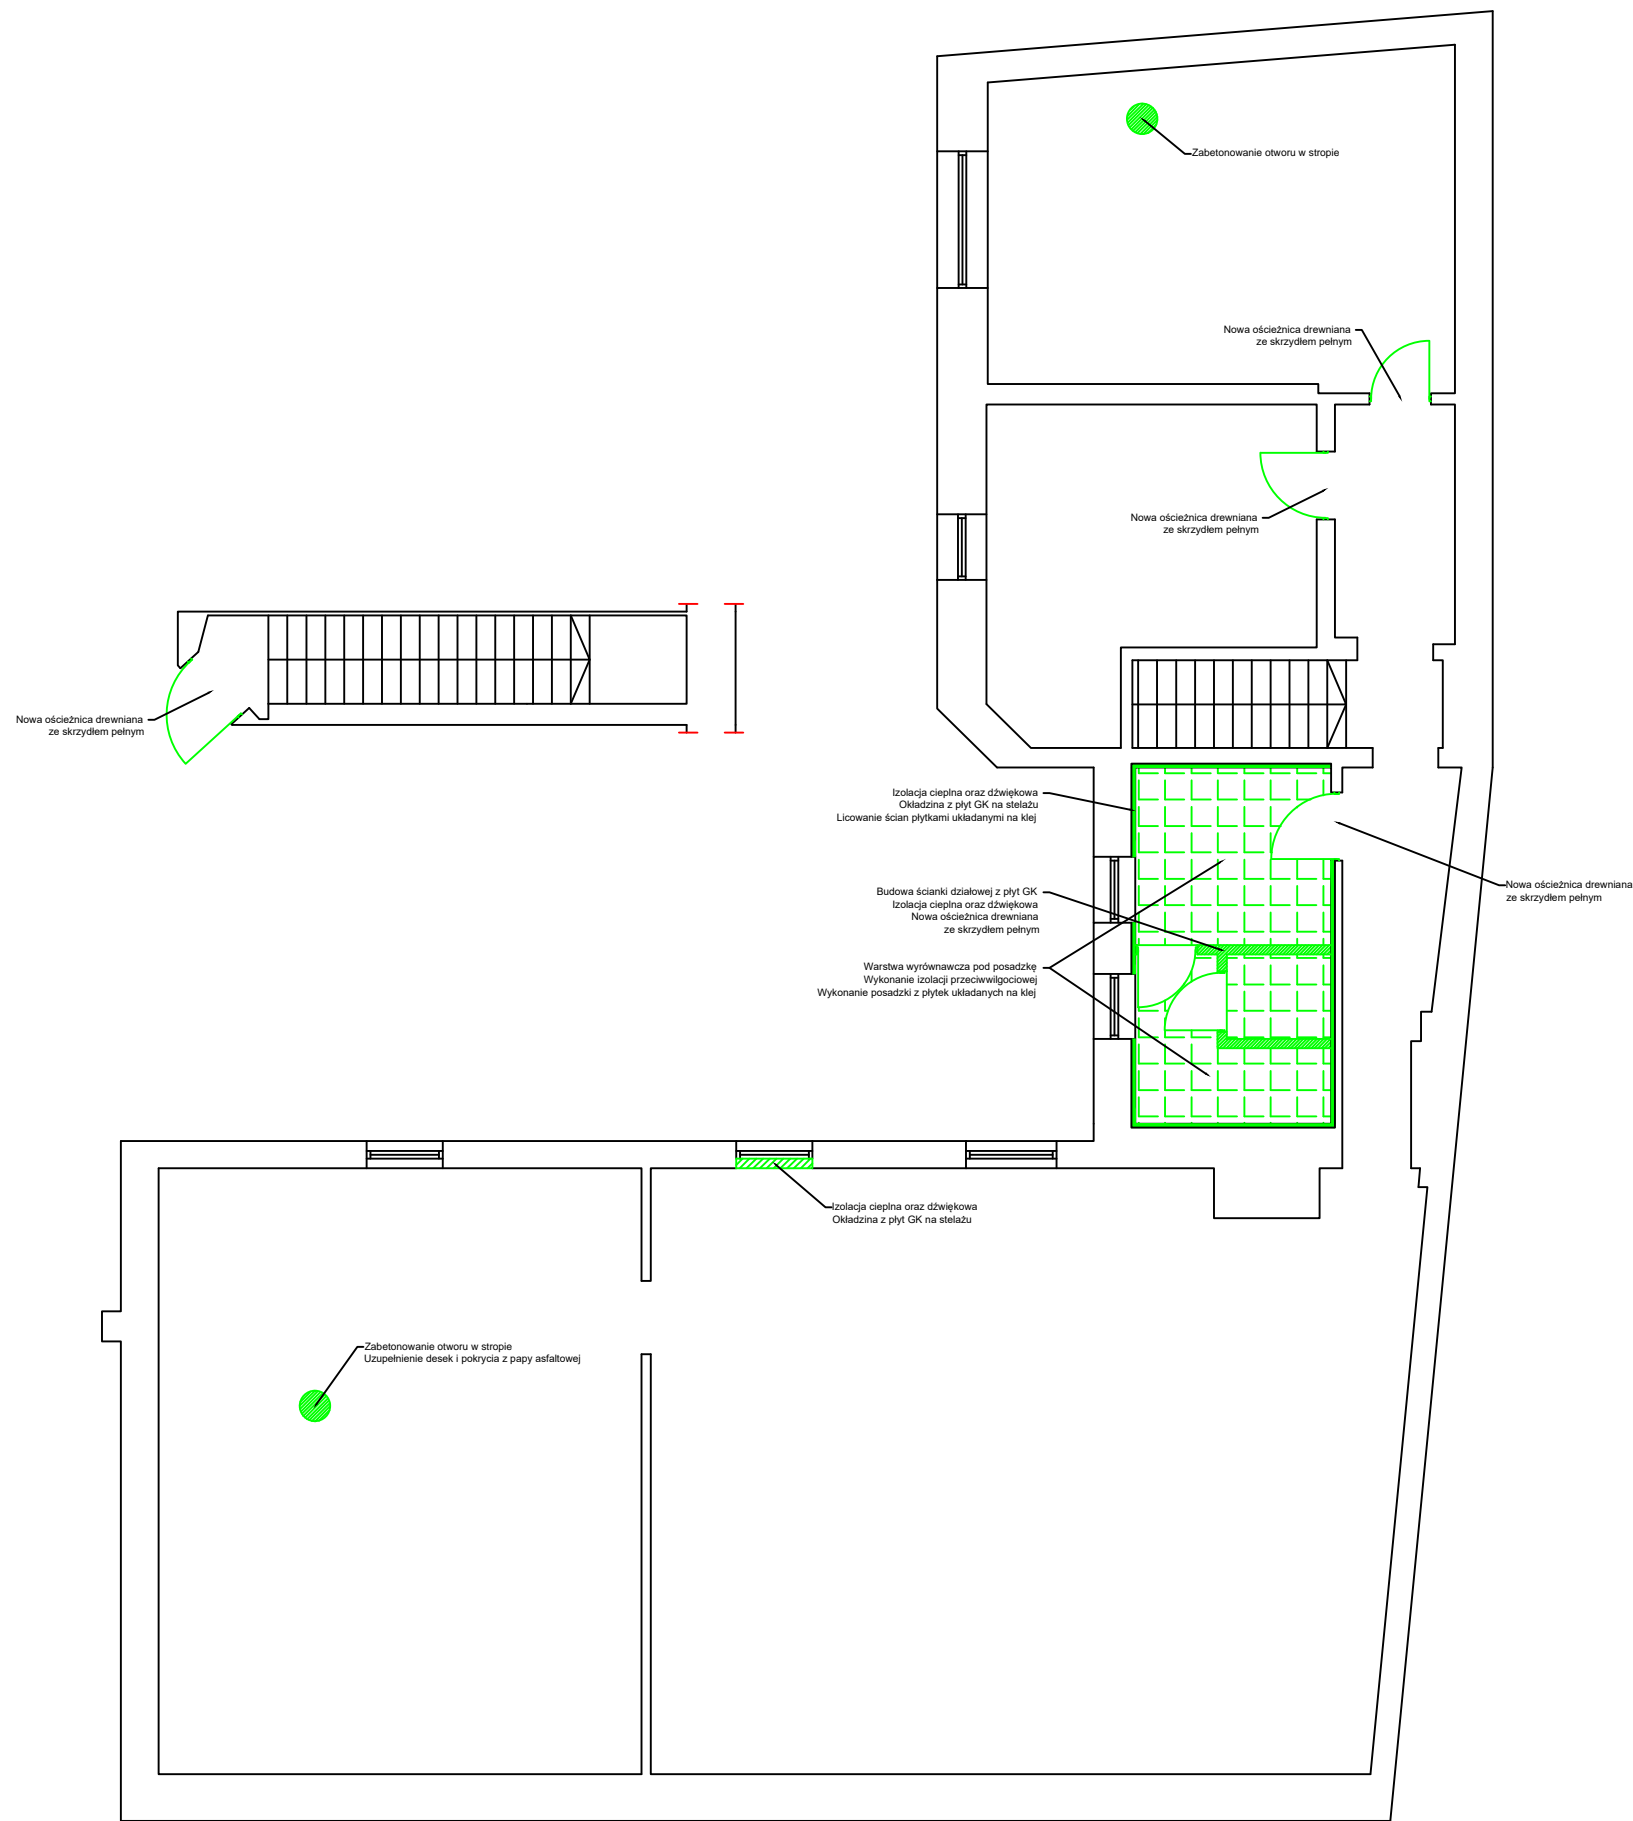 Zabetonowanie otworu w stropie
Nowa ościeżnica drewniana
ze skrzydłem pełnym
Nowa ościeżnica drewniana
ze skrzydłem pełnym
Nowa ościeżnica drewniana
ze skrzydłem pełnym
Izolacja cieplna oraz dźwiękowa
Okładzina z płyt GK na stelażu
Licowanie ścian płytkami układanymi na klej
Budowa ścianki działowej z płyt GK
Izolacja cieplna oraz dźwiękowa
Nowa ościeżnica drewniana
ze skrzydłem pełnym
Nowa ościeżnica drewniana
ze skrzydłem pełnym
Warstwa wyrównawcza pod posadzkę
Wykonanie izolacji przeciwwilgociowej
Wykonanie posadzki z płytek układanych na klej
Izolacja cieplna oraz dźwiękowa
Okładzina z płyt GK na stelażu
Zabetonowanie otworu w stropie
Uzupełnienie desek i pokrycia z papy asfaltowej